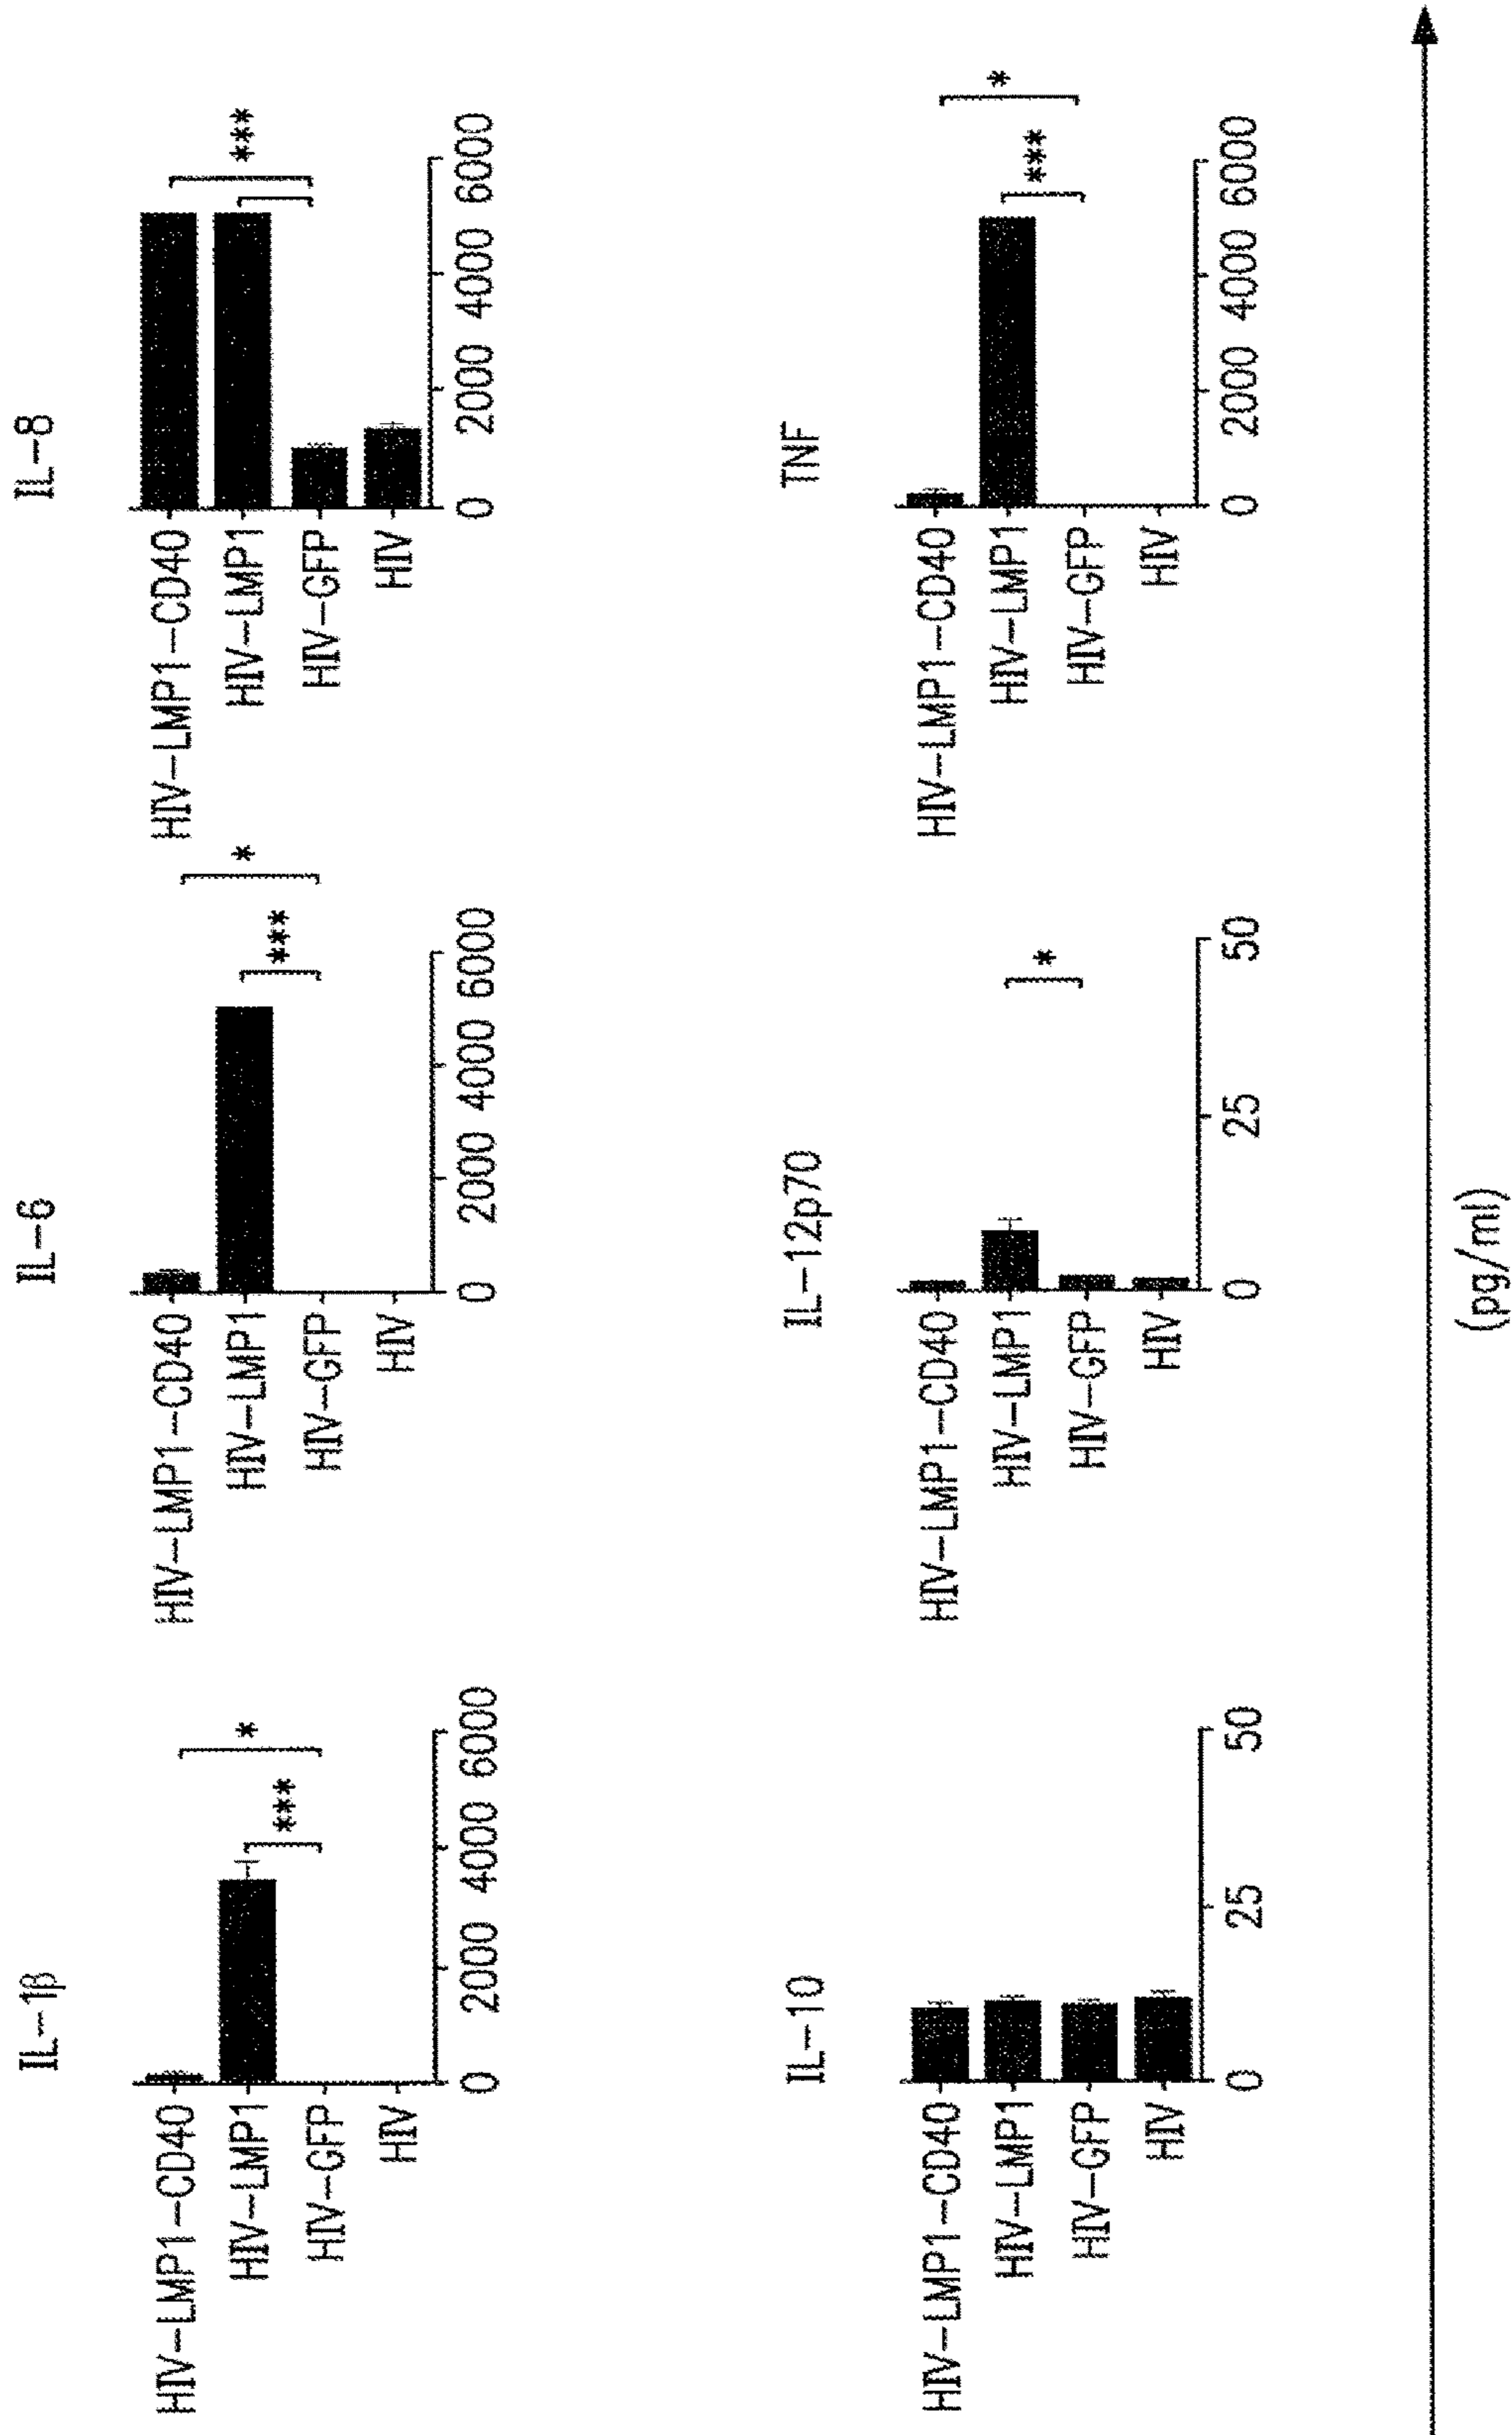 IL-1β
HIV-LMP1-CD40
*
HIV-LMP1
***
HIV-GFP
HIV
0 2000 4000 6000
IL-6
HIV-LMP1-CD40
*
HIV-LMP1
***
HIV-GFP
HIV
0 2000 4000 6000
IL-8
HIV-LMP1-CD40
HIV-LMP1
***
HIV-GFP
HIV
0 2000 4000 6000
IL-10
HIV-LMP1-CD40
HIV-LMP1
HIV-GFP
HIV
0 25 50
IL-12p70
HIV-LMP1-CD40
HIV-LMP1
*
HIV-GFP
HIV
0 25 50
TNF
HIV-LMP1-CD40
*
HIV-LMP1
***
HIV-GFP
HIV
0 2000 4000 6000
(pg/ml)